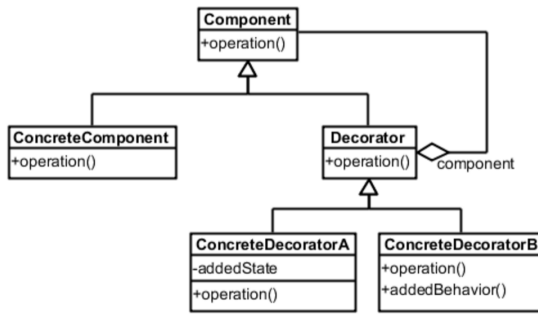 Component
+operation()
ConcreteComponent
+operation()
Decorator
+operation()
component
ConcreteDecoratorA
-addedState
+operation()
ConcreteDecoratorB
+operation()
+addedBehavior()